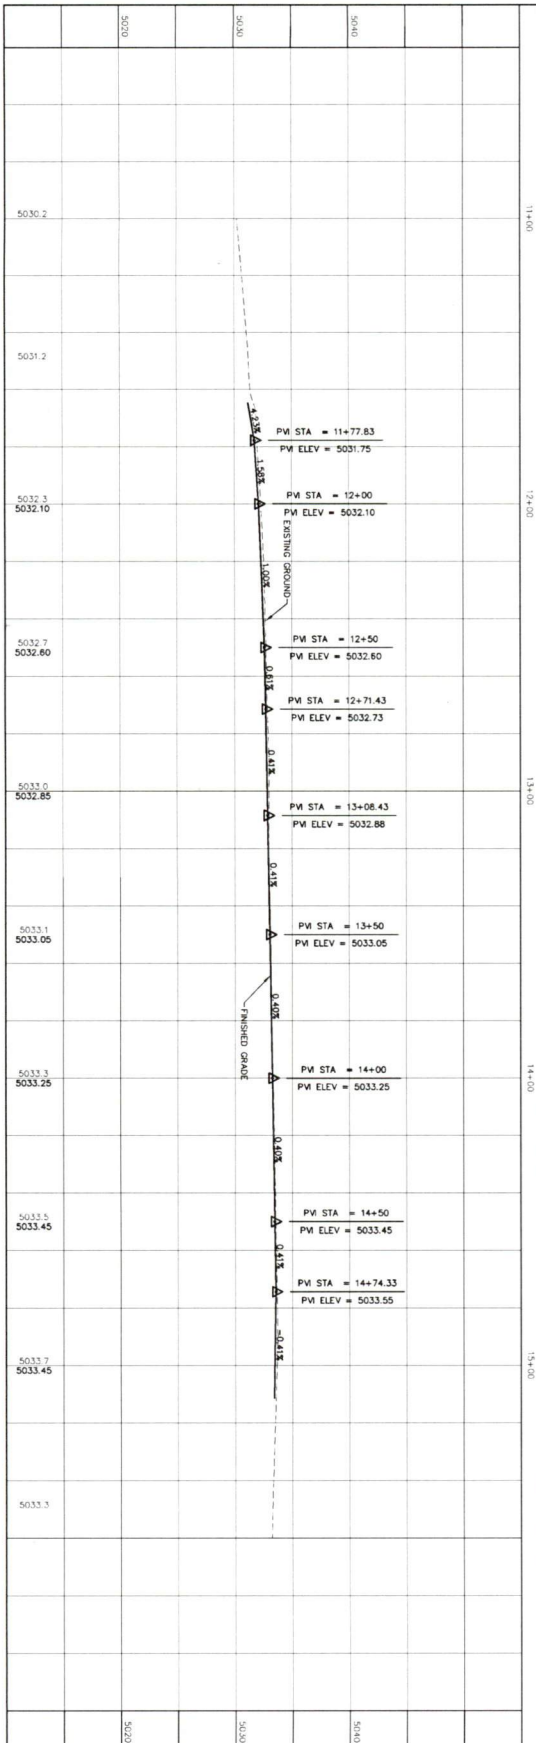 5020
5030
5040
11+00
5030.2
5031.2
4.23%
PVI STA = 11+77.83
PVI ELEV = 5031.75
1.58%
12+00
5032.3
5032.10
PVI STA = 12+00
PVI ELEV = 5032.10
EXISTING GROUND
1.00%
5032.7
5032.60
PVI STA = 12+50
PVI ELEV = 5032.60
0.61%
PVI STA = 12+71.43
PVI ELEV = 5032.73
0.41%
13+00
5033.0
5032.85
PVI STA = 13+08.43
PVI ELEV = 5032.88
0.41%
5033.1
5033.05
PVI STA = 13+50
PVI ELEV = 5033.05
0.40%
FINISHED GRADE
14+00
5033.3
5033.25
PVI STA = 14+00
PVI ELEV = 5033.25
0.40%
5033.5
5033.45
PVI STA = 14+50
PVI ELEV = 5033.45
0.41%
PVI STA = 14+74.33
PVI ELEV = 5033.55
-0.41%
15+00
5033.7
5033.45
5033.3
5020
5030
5040